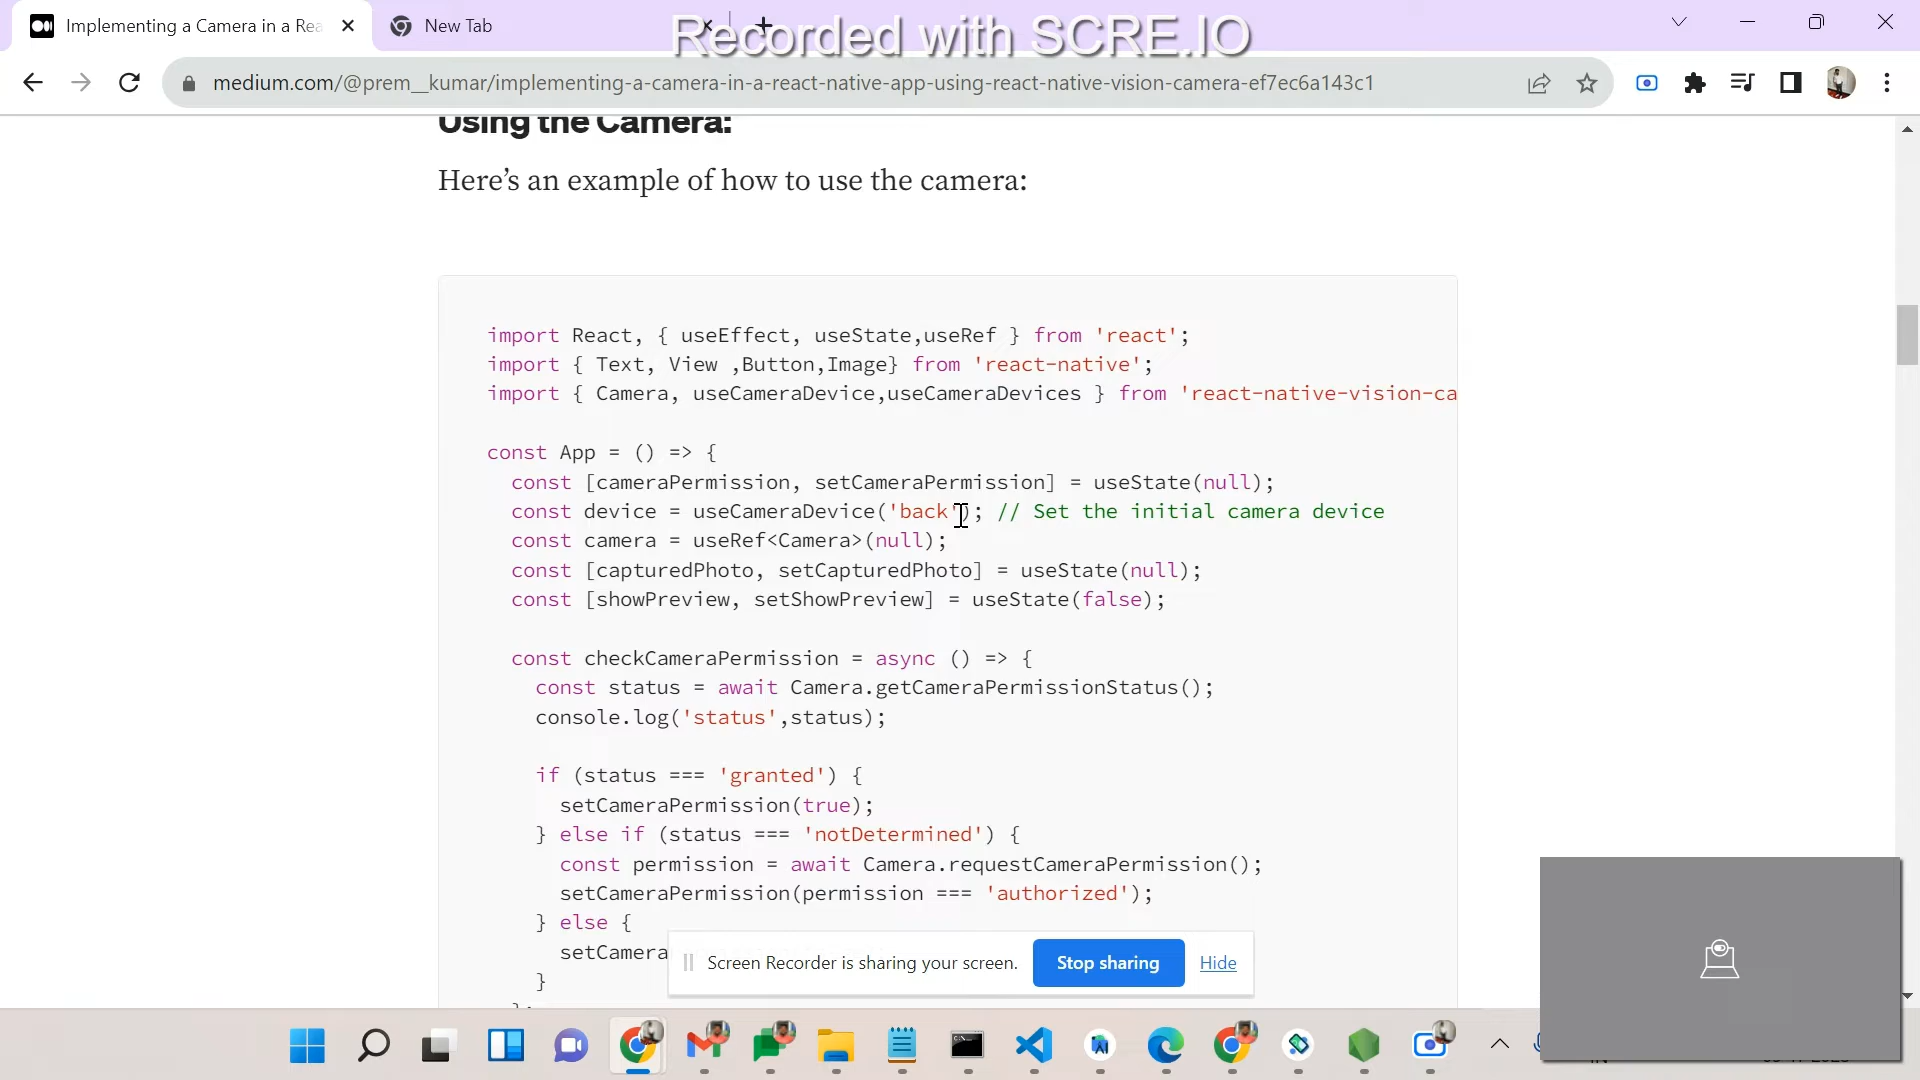 Implementing a Camera in a Rea
New Tab
Recorded with SCRE.IO
medium.com/@prem__kumar/implementing-a-camera-in-a-react-native-app-using-react-native-vision-camera-ef7ec6a143c1
Using the Camera:
Here’s an example of how to use the camera:
import React, { useEffect, useState,useRef } from 'react';
import { Text, View ,Button,Image} from 'react-native';
import { Camera, useCameraDevice,useCameraDevices } from 'react-native-vision-ca
const App = () => {
const [cameraPermission, setCameraPermission] = useState(null);
const device = useCameraDevice('back'); // Set the initial camera device
const camera = useRef<Camera>(null);
const [capturedPhoto, setCapturedPhoto] = useState(null);
const [showPreview, setShowPreview] = useState(false);
const checkCameraPermission = async () => {
const status = await Camera.getCameraPermissionStatus();
console.log('status',status);
if (status === 'granted') {
setCameraPermission(true);
} else if (status === 'notDetermined') {
const permission = await Camera.requestCameraPermission();
setCameraPermission(permission === 'authorized');
} else {
setCamera
}
Screen Recorder is sharing your screen.
Stop sharing
Hide